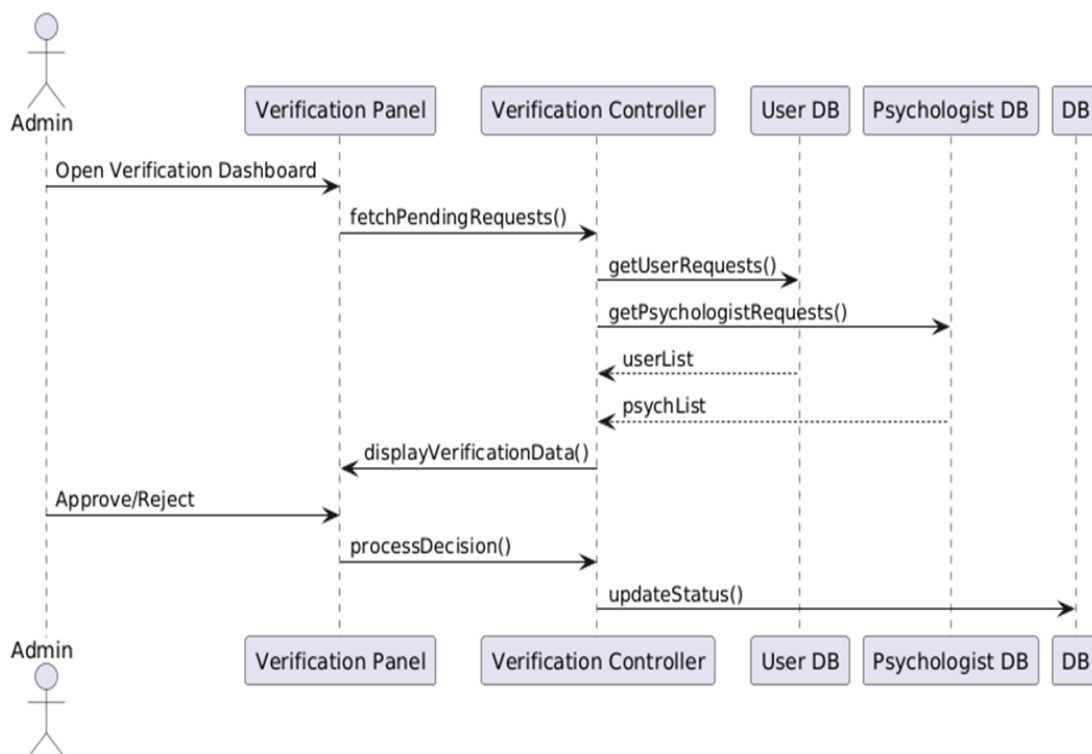 Admin
Verification Panel
Verification Controller
User DB
Psychologist DB
DB
Open Verification Dashboard
fetchPendingRequests()
getUserRequests()
getPsychologistRequests()
userList
psychList
displayVerificationData()
Approve/Reject
processDecision()
updateStatus()
Admin
Verification Panel
Verification Controller
User DB
Psychologist DB
DB